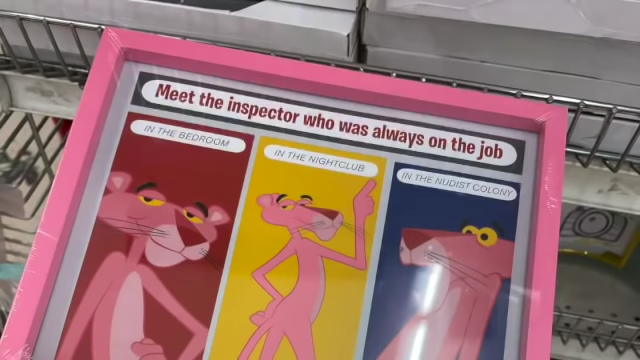 Meet the inspector who was always on the job
IN THE BEDROOM
IN THE NIGHTCLUB
IN THE NUDIST COLONY